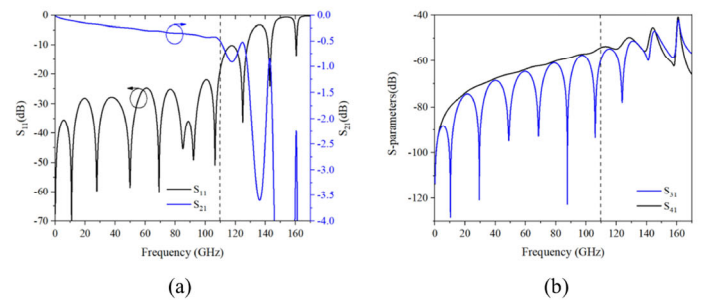 0
-10
-20
-30
-40
-50
-60
-70
S11(dB)
0.0
-0.5
-1.0
-1.5
-2.0
-2.5
-3.0
-3.5
-4.0
S21(dB)
S11
S21
0 20 40 60 80 100 120 140 160
Frequency (GHz)
(a)
-40
-60
-80
-100
-120
S-parameters(dB)
S31
S41
0 20 40 60 80 100 120 140 160
Frequency (GHz)
(b)